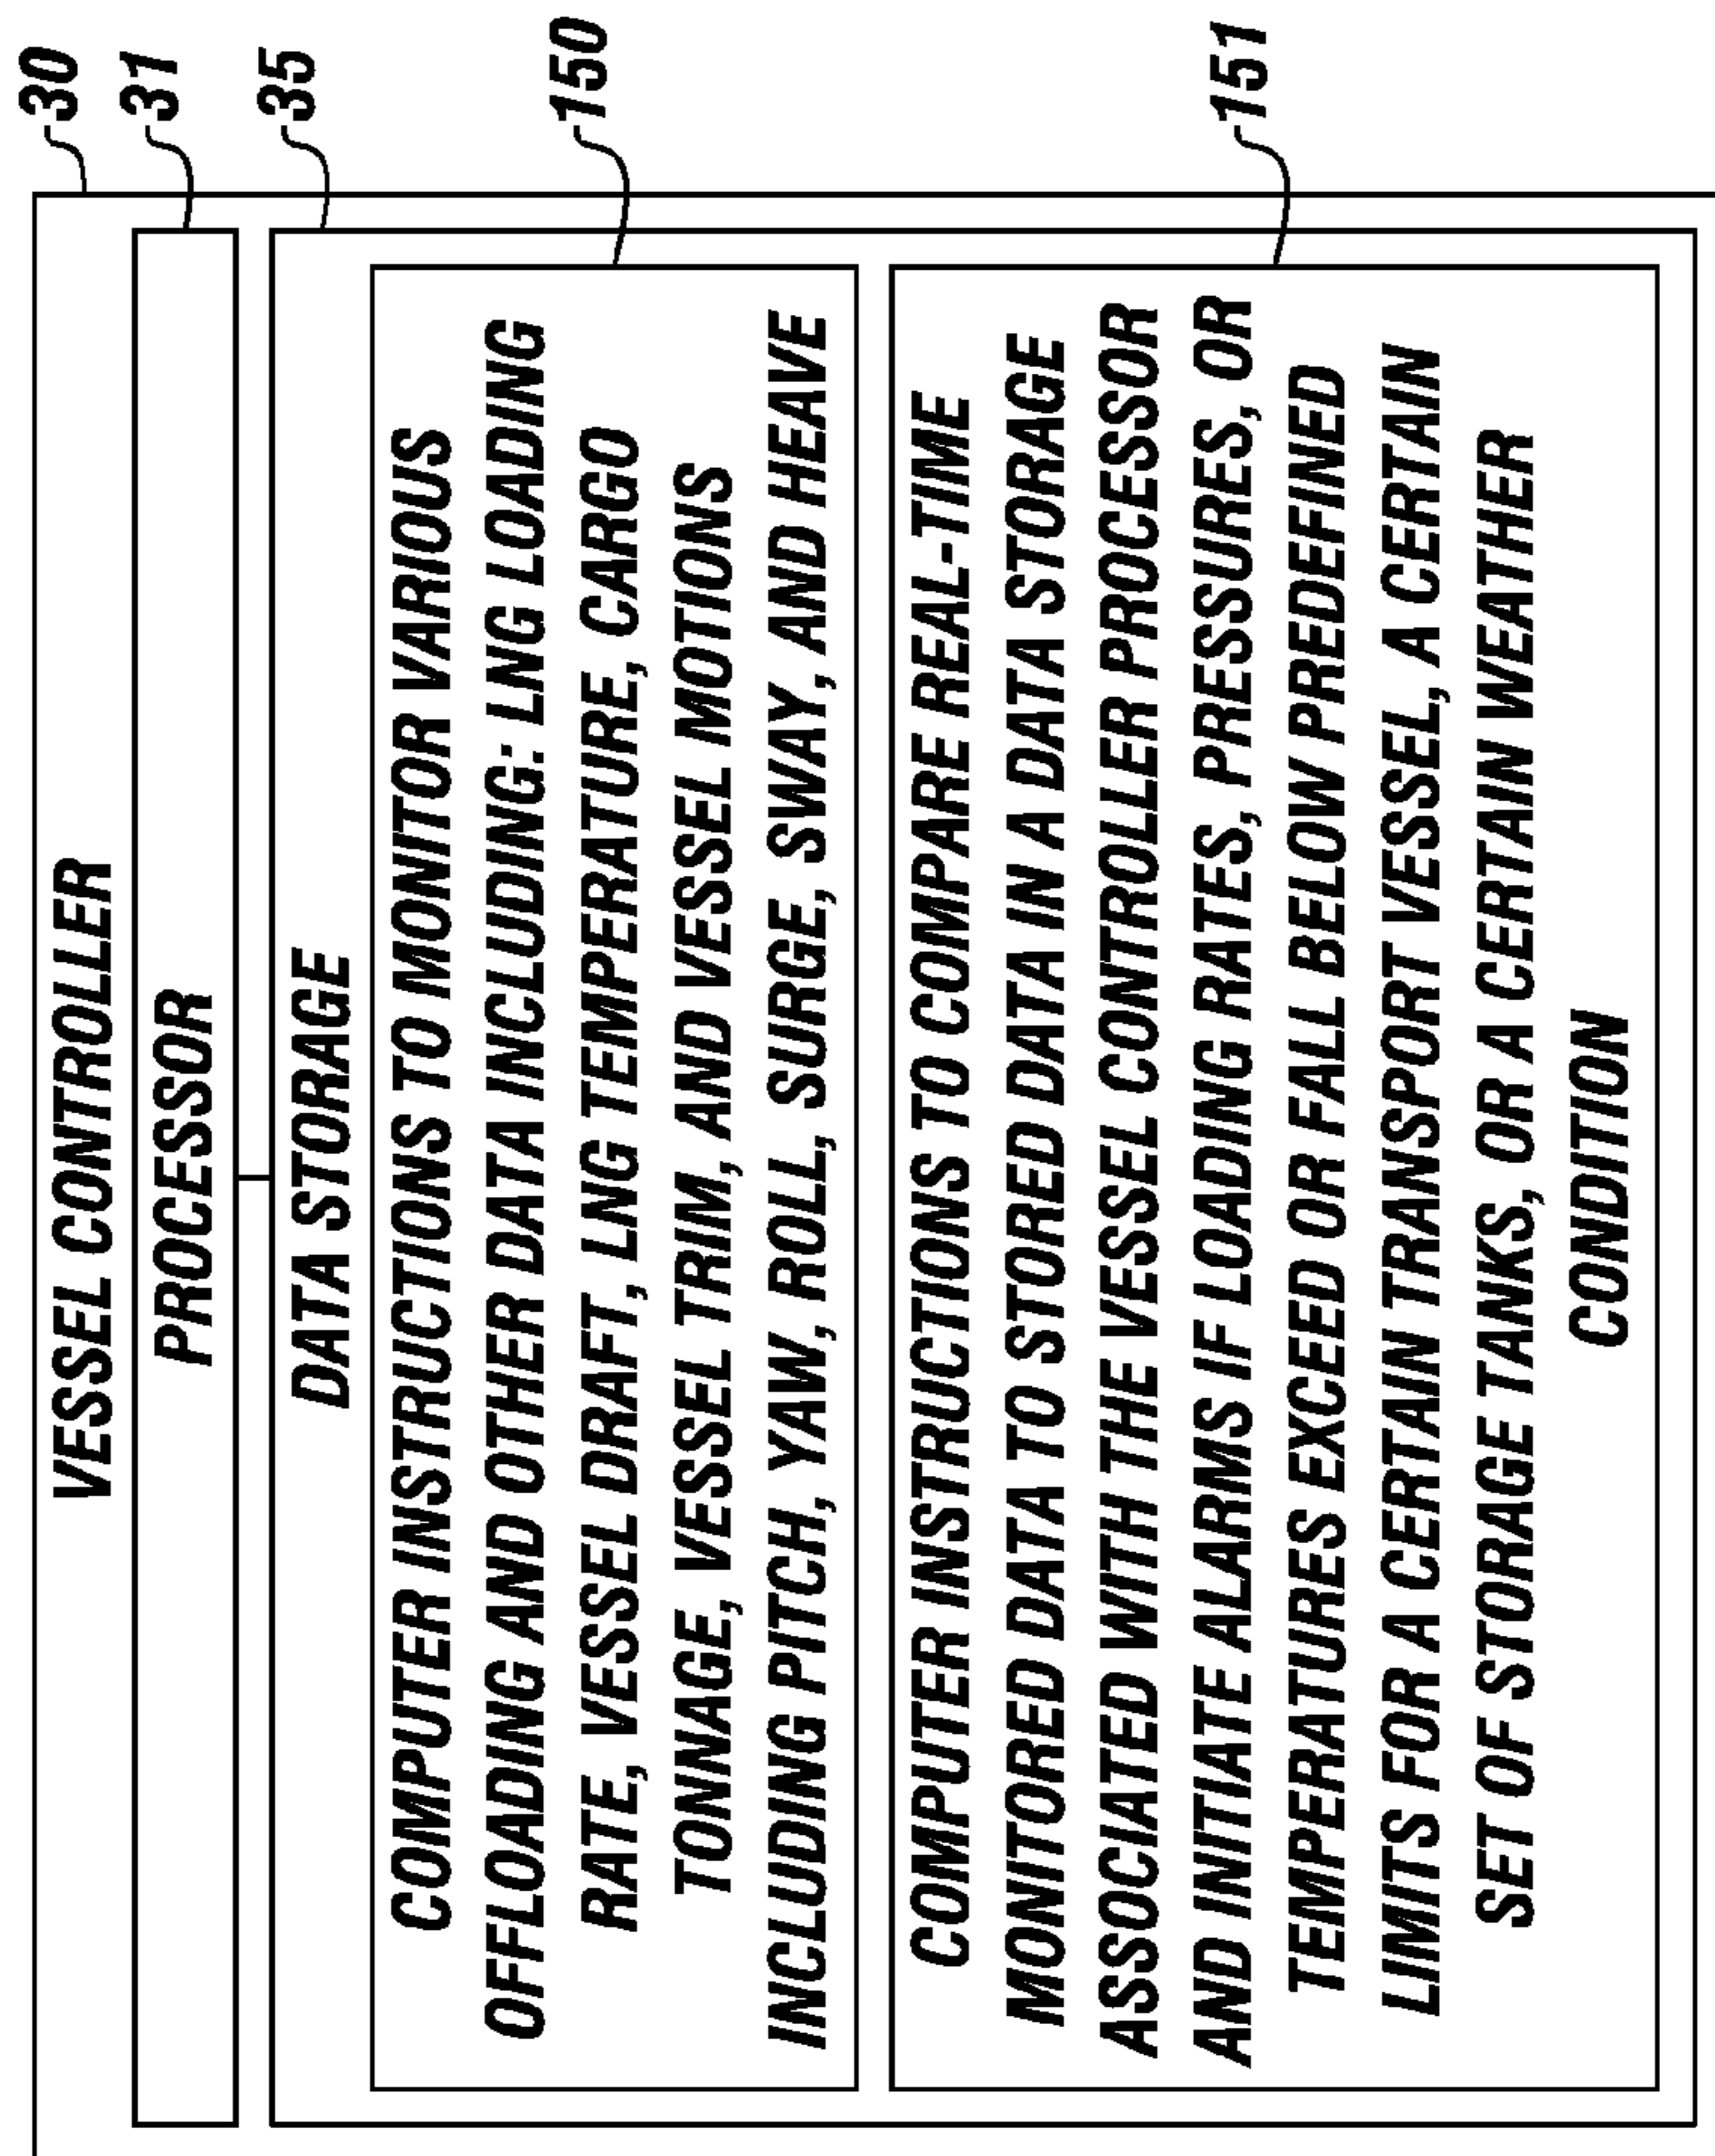 VESSEL CONTROLLER
30
PROCESSOR
31
DATA STORAGE
35
COMPUTER INSTRUCTIONS TO MONITOR VARIOUS
OFFLOADING AND OTHER DATA INCLUDING: LNG LOADING
RATE, VESSEL DRAFT, LNG TEMPERATURE, CARGO
TONNAGE, VESSEL TRIM, AND VESSEL MOTIONS
INCLUDING PITCH, YAW, ROLL, SURGE, SWAY, AND HEAVE
150
COMPUTER INSTRUCTIONS TO COMPARE REAL-TIME
MONITORED DATA TO STORED DATA IN A DATA STORAGE
ASSOCIATED WITH THE VESSEL CONTROLLER PROCESSOR
AND INITIATE ALARMS IF LOADING RATES, PRESSURES, OR
TEMPERATURES EXCEED OR FALL BELOW PREDEFINED
LIMITS FOR A CERTAIN TRANSPORT VESSEL, A CERTAIN
SET OF STORAGE TANKS, OR A CERTAIN WEATHER
CONDITION
151